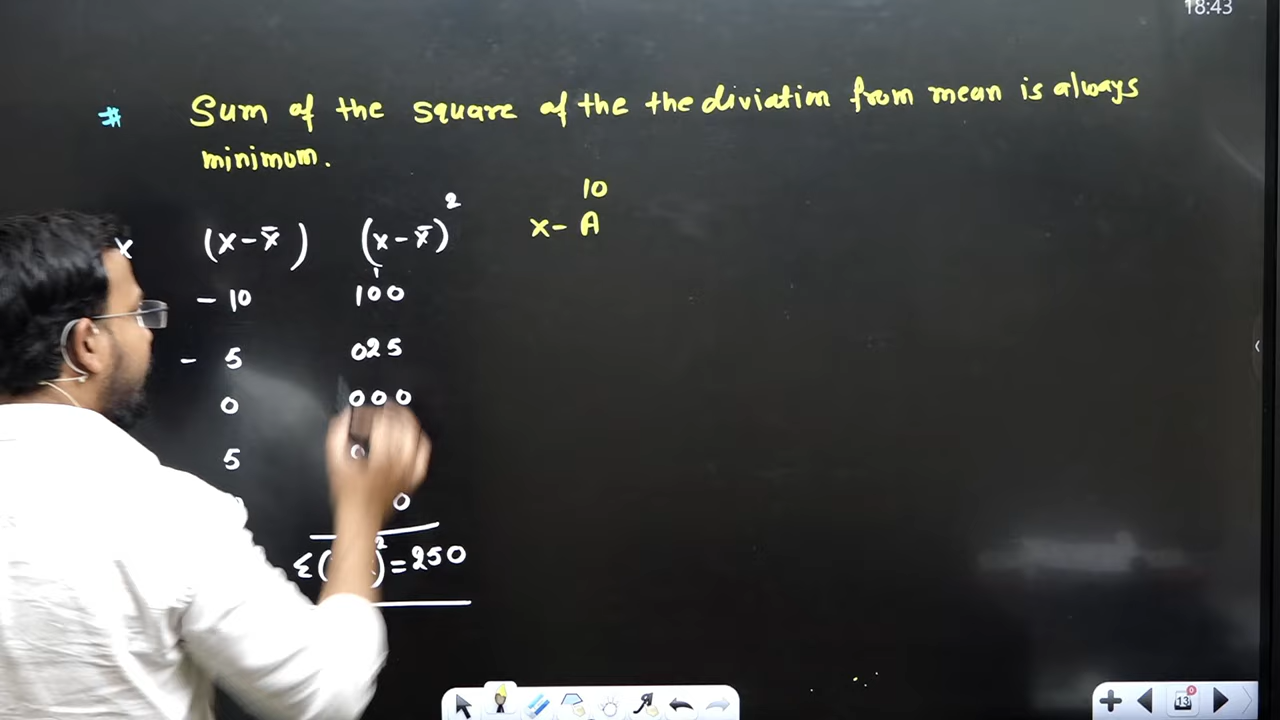 18:43
# Sum of the square of the the diviation from mean is always
minimum.
10
x (x-x̄) (x-x̄)² x-A
-10 100
-5 025
0 000
5
0
Σ( )²=250
13